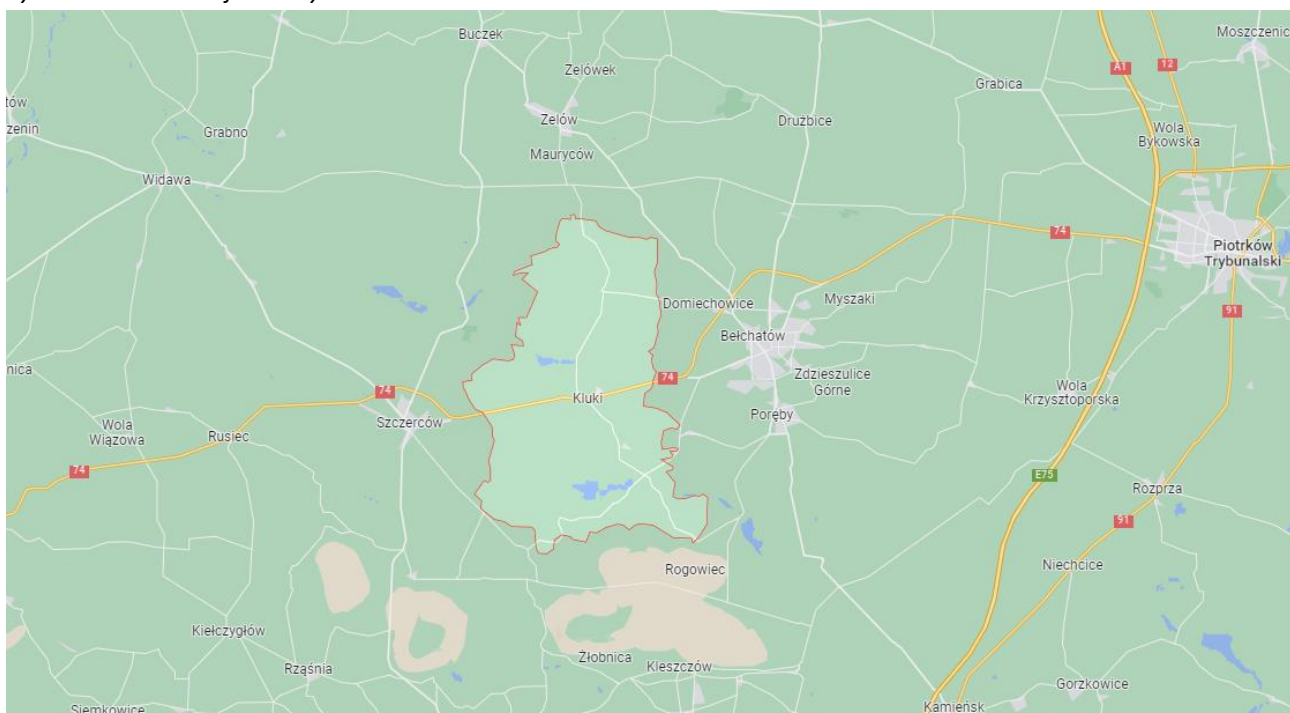 Buczek
Moszczenic
Zelówek
A1
12
Grabica
tów
zenin
Grabno
Zelów
Drużbice
Wola
Bykowska
Mauryców
Widawa
74
Piotrków
Trybunalski
Domiechowice
Myszaki
91
Bełchatów
nica
74
Zdzieszulice
Górne
74
Kluki
Wola
Krzysztoporska
Szczerców
Poręby
Wola
Wiązowa
Rusiec
74
E75
Rozprza
91
Rogowiec
Niechcice
Kiełczygłów
Żłobnica
Kleszczów
Rząśnia
Gorzkowice
Siemkowice
Kamieńsk